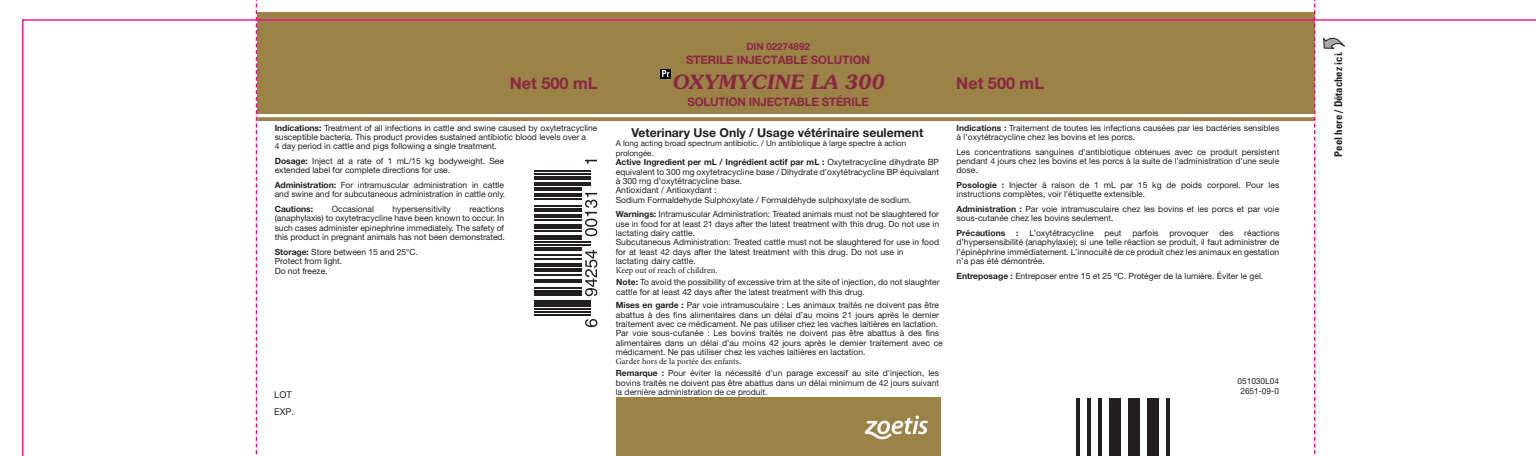 DIN 02274892
STERILE INJECTABLE SOLUTION
Net 500 mL
Pr OXYMYCINE LA 300
Net 500 mL
SOLUTION INJECTABLE STÉRILE
Peel here / Détachez ici.
Indications: Treatment of all infections in cattle and swine caused by oxytetracycline
susceptible bacteria. This product provides sustained antibiotic blood levels over a
4 day period in cattle and pigs following a single treatment.
Dosage: Inject at a rate of 1 mL/15 kg bodyweight. See
extended label for complete directions for use.
Administration: For intramuscular administration in cattle
and swine and for subcutaneous administration in cattle only.
Cautions: Occasional hypersensitivity reactions
(anaphylaxis) to oxytetracycline have been known to occur. In
such cases administer epinephrine immediately. The safety of
this product in pregnant animals has not been demonstrated.
Storage: Store between 15 and 25°C.
Protect from light.
Do not freeze.
6 94254 00131 1
LOT
EXP.
Veterinary Use Only / Usage vétérinaire seulement
A long acting broad spectrum antibiotic. / Un antibiotique à large spectre à action
prolongée.
Active Ingredient per mL / Ingrédient actif par mL : Oxytetracycline dihydrate BP
equivalent to 300 mg oxytetracycline base / Dihydrate d'oxytétracycline BP équivalant
à 300 mg d'oxytétracycline base.
Antioxidant / Antioxydant :
Sodium Formaldehyde Sulphoxylate / Formaldéhyde sulphoxylate de sodium.
Warnings: Intramuscular Administration: Treated animals must not be slaughtered for
use in food for at least 21 days after the latest treatment with this drug. Do not use in
lactating dairy cattle.
Subcutaneous Administration: Treated cattle must not be slaughtered for use in food
for at least 42 days after the latest treatment with this drug. Do not use in
lactating dairy cattle.
Keep out of reach of children.
Note: To avoid the possibility of excessive trim at the site of injection, do not slaughter
cattle for at least 42 days after the latest treatment with this drug.
Mises en garde : Par voie intramusculaire : Les animaux traités ne doivent pas être
abattus à des fins alimentaires dans un délai d'au moins 21 jours après le dernier
traitement avec ce médicament. Ne pas utiliser chez les vaches laitières en lactation.
Par voie sous-cutanée : Les bovins traités ne doivent pas être abattus à des fins
alimentaires dans un délai d'au moins 42 jours après le dernier traitement avec ce
médicament. Ne pas utiliser chez les vaches laitières en lactation.
Garder hors de la portée des enfants.
Remarque : Pour éviter la nécessité d'un parage excessif au site d'injection, les
bovins traités ne doivent pas être abattus dans un délai minimum de 42 jours suivant
la dernière administration de ce produit.
zoetis
Indications : Traitement de toutes les infections causées par les bactéries sensibles
à l'oxytétracycline chez les bovins et les porcs.
Les concentrations sanguines d'antibiotique obtenues avec ce produit persistent
pendant 4 jours chez les bovins et les porcs à la suite de l'administration d'une seule
dose.
Posologie : Injecter à raison de 1 mL par 15 kg de poids corporel. Pour les
instructions complètes, voir l'étiquette extensible.
Administration : Par voie intramusculaire chez les bovins et les porcs et par voie
sous-cutanée chez les bovins seulement.
Précautions : L'oxytétracycline peut parfois provoquer des réactions
d'hypersensibilité (anaphylaxie); si une telle réaction se produit, il faut administrer de
l'épinéphrine immédiatement. L'innocuité de ce produit chez les animaux en gestation
n'a pas été démontrée.
Entreposage : Entreposer entre 15 et 25 °C. Protéger de la lumière. Éviter le gel.
051030L04
2651-09-0